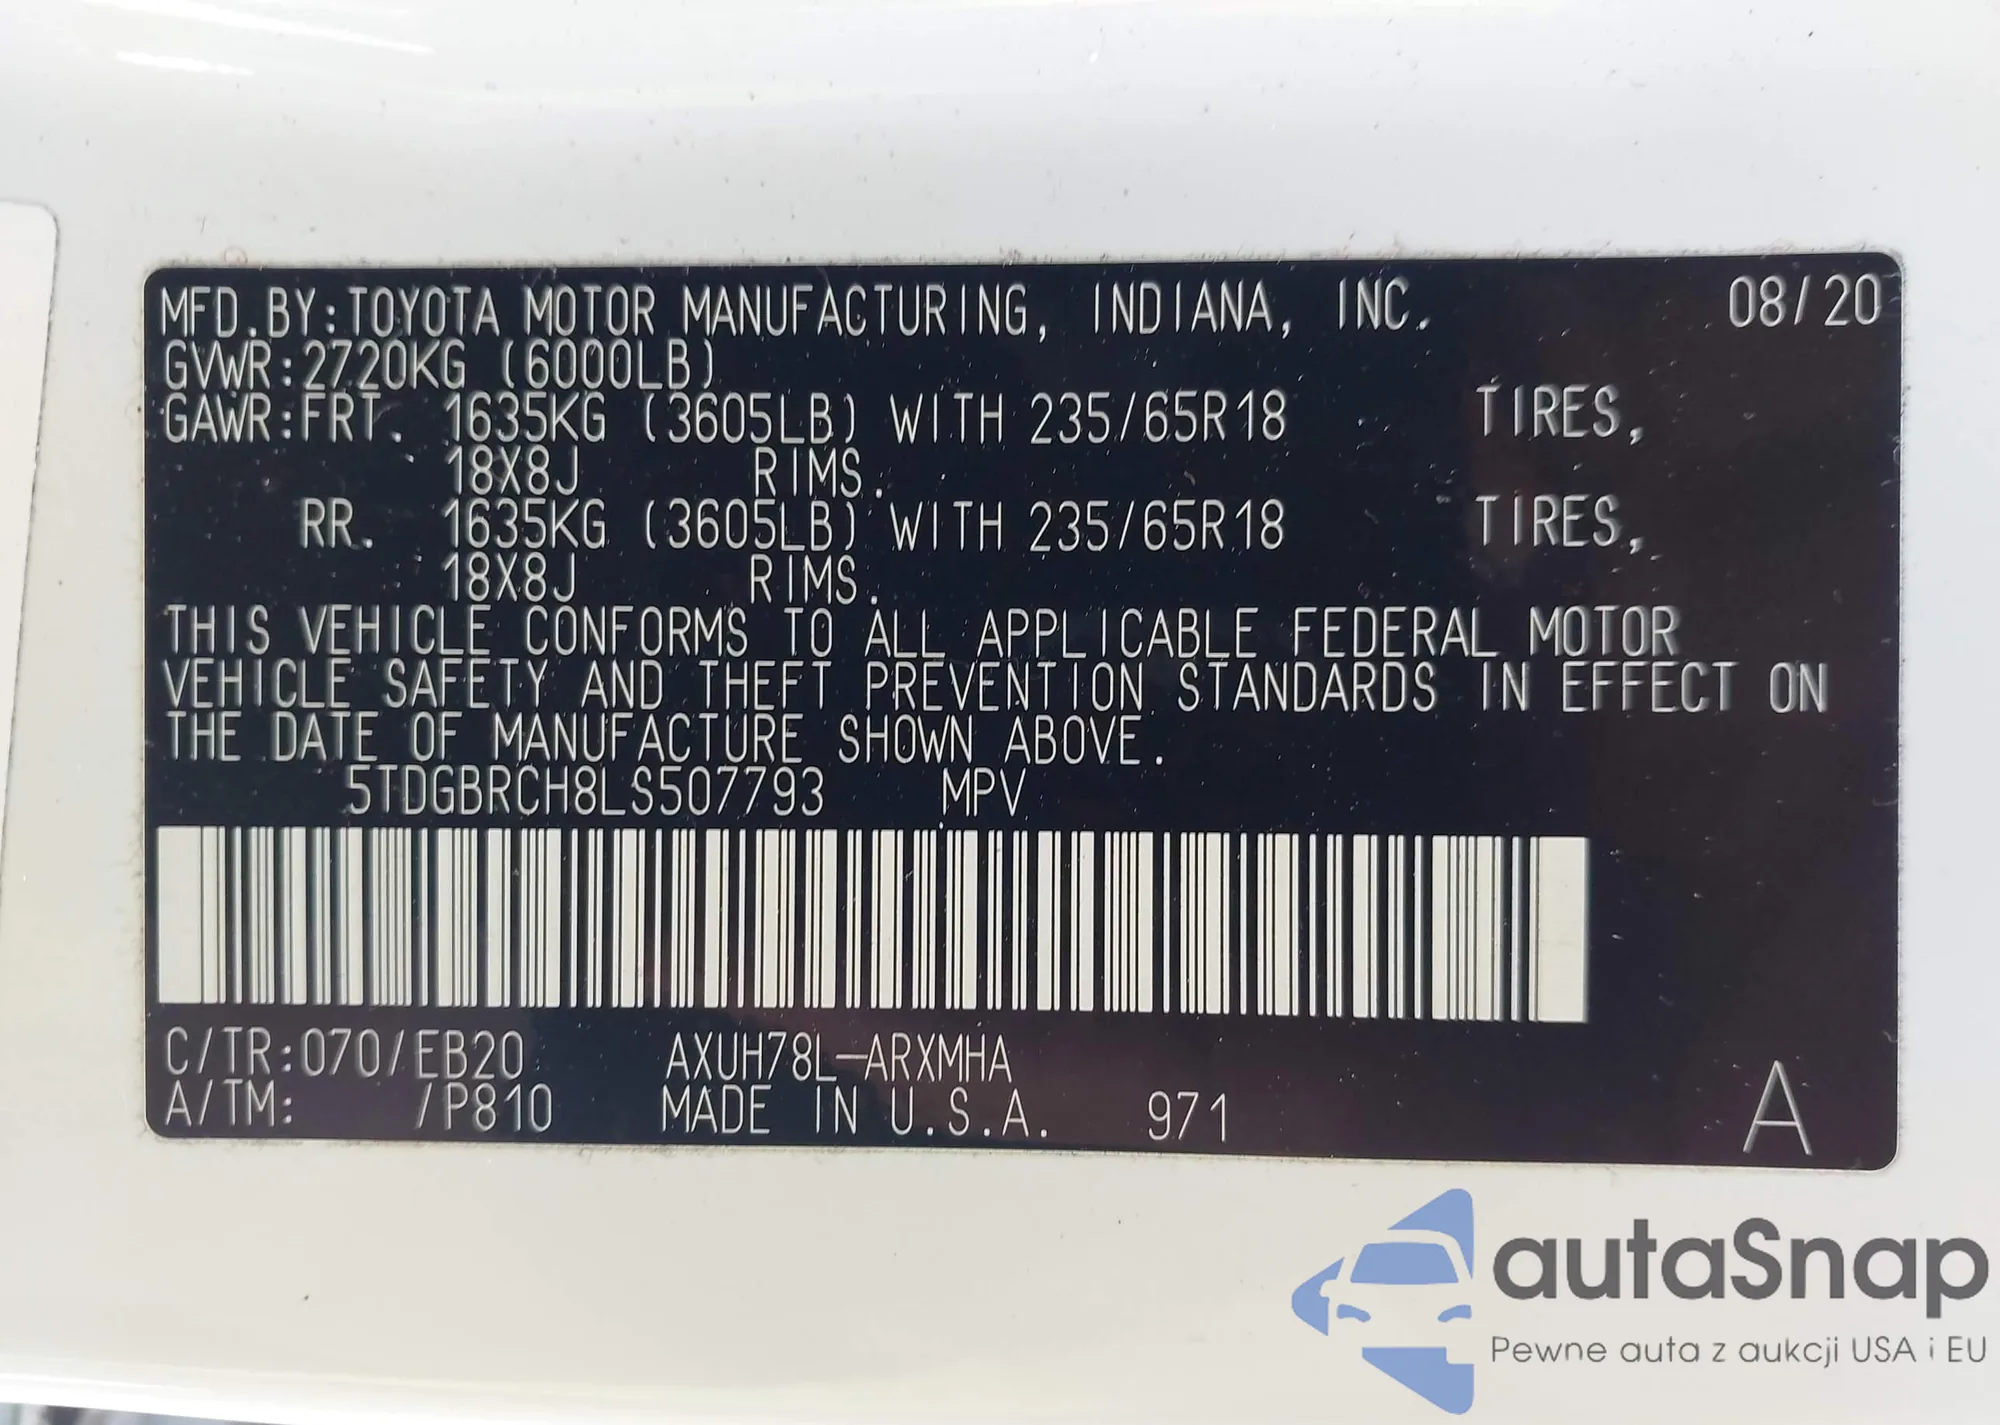 MFD.BY:TOYOTA MOTOR MANUFACTURING, INDIANA, INC. 08/20
GVWR:2720KG (6000LB)
GAWR:FRT. 1635KG (3605LB) WITH 235/65R18 TIRES,
18X8J RIMS.
RR. 1635KG (3605LB) WITH 235/65R18 TIRES,
18X8J RIMS.
THIS VEHICLE CONFORMS TO ALL APPLICABLE FEDERAL MOTOR
VEHICLE SAFETY AND THEFT PREVENTION STANDARDS IN EFFECT ON
THE DATE OF MANUFACTURE SHOWN ABOVE.
5TDGBRCH8LS507793 MPV
C/TR:070/EB20 AXUH78L-ARXMHA
A/TM: /P810 MADE IN U.S.A. 971 A
autaSnap
Pewne auta z aukcji USA i EU